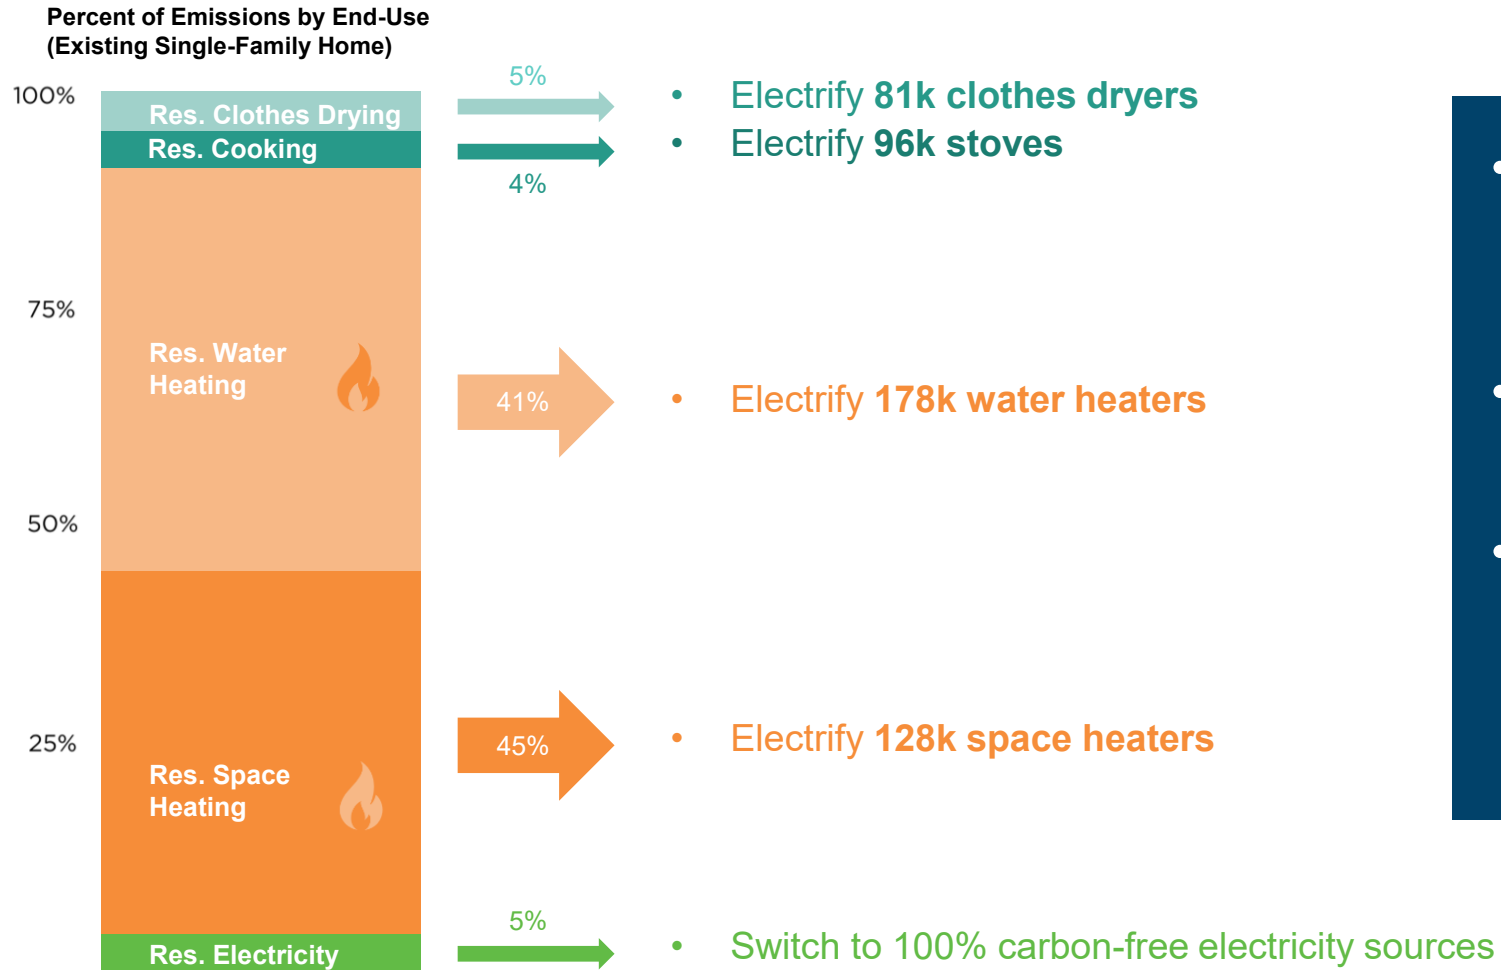 Percent of Emissions by End-Use
(Existing Single-Family Home)
100%
Res. Clothes Drying
5%
• Electrify 81k clothes dryers
Res. Cooking
4%
• Electrify 96k stoves
75%
Res. Water
Heating
41%
• Electrify 178k water heaters
50%
25%
Res. Space
Heating
45%
• Electrify 128k space heaters
Res. Electricity
5%
• Switch to 100% carbon-free electricity sources